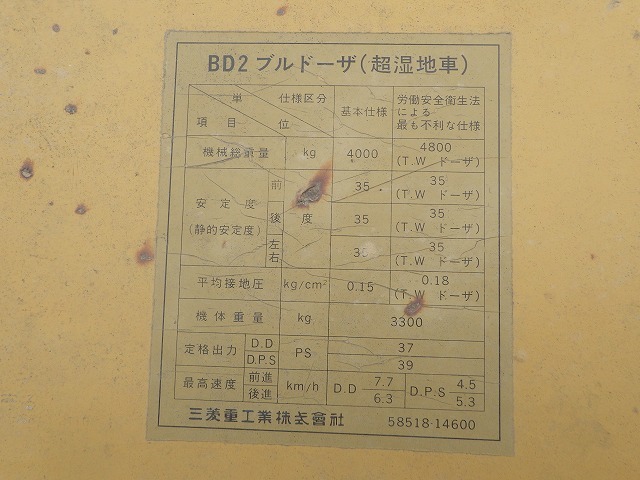 BD2 ブルドーザ(超湿地車)
単 仕様区分
項目 位
基本仕様
労働安全衛生法
による
最も不利な仕様
機械総重量 kg 4000 4800
(T.W ドーザ)
安定度
(静的安定度)
度
前 35 35
(T.W ドーザ)
後 35 35
(T.W ドーザ)
左右 35 35
(T.W ドーザ)
平均接地圧 kg/cm² 0.15 0.18
(T.W ドーザ)
機体重量 kg 3300
定格出力 D.D PS 37
D.P.S 39
最高速度 前進 km/h D.D 7.7 D.P.S 4.5
後進 6.3 5.3
三菱重工業株式會社 58518-14600